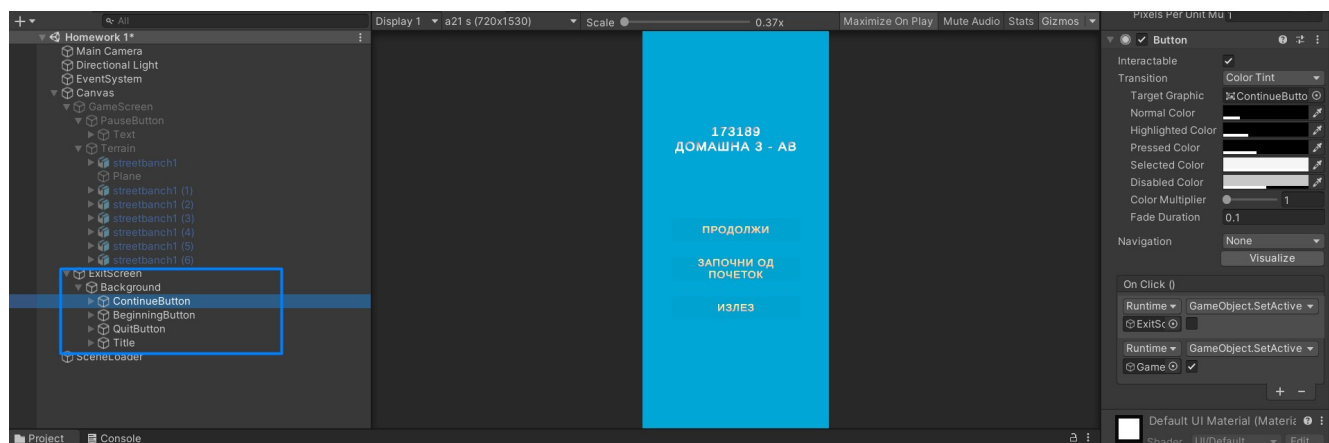 All
Homework 1*
Main Camera
Directional Light
EventSystem
Canvas
GameScreen
PauseButton
Text
Terrain
streetbanch1
Plane
streetbanch1 (1)
streetbanch1 (2)
streetbanch1 (3)
streetbanch1 (4)
streetbanch1 (5)
streetbanch1 (6)
ExitScreen
Background
ContinueButton
BeginningButton
QuitButton
Title
SceneLoader
Project Console
Display 1 a21 s (720x1530) Scale 0.37x Maximize On Play Mute Audio Stats Gizmos
173189
ДОМАШНА 3 - АВ
ПРОДОЛЖИ
ЗАПОЧНИ ОД
ПОЧЕТОК
ИЗЛЕЗ
Pixels Per Unit Mu 1
Button
Interactable
Transition Color Tint
Target Graphic ContinueButto
Normal Color
Highlighted Color
Pressed Color
Selected Color
Disabled Color
Color Multiplier 1
Fade Duration 0.1
Navigation None
Visualize
On Click ()
Runtime GameObject.SetActive
ExitSc
Runtime GameObject.SetActive
Game
Default UI Material (Materia
Shader UI/Default Edit